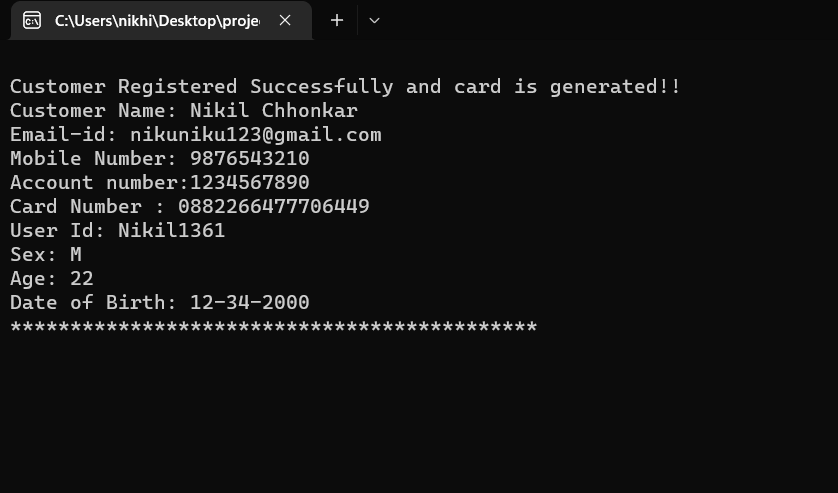 C:\Users\nikhi\Desktop\proje
Customer Registered Successfully and card is generated!!
Customer Name: Nikil Chhonkar
Email-id: nikuniku123@gmail.com
Mobile Number: 9876543210
Account number:1234567890
Card Number : 0882266477706449
User Id: Nikil1361
Sex: M
Age: 22
Date of Birth: 12-34-2000
********************************************